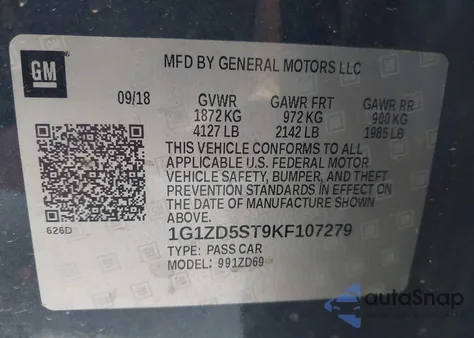 GM
MFD BY GENERAL MOTORS LLC
09/18 GVWR GAWR FRT GAWR RR
1872 KG 972 KG 900 KG
4127 LB 2142 LB 1985 LB
THIS VEHICLE CONFORMS TO ALL
APPLICABLE U.S. FEDERAL MOTOR
VEHICLE SAFETY, BUMPER, AND THEFT
PREVENTION STANDARDS IN EFFECT ON
THE DATE OF MANUFACTURE SHOWN
ABOVE.
626D
1G1ZD5ST9KF107279
TYPE: PASS CAR
MODEL: 991ZD69
autoSnap